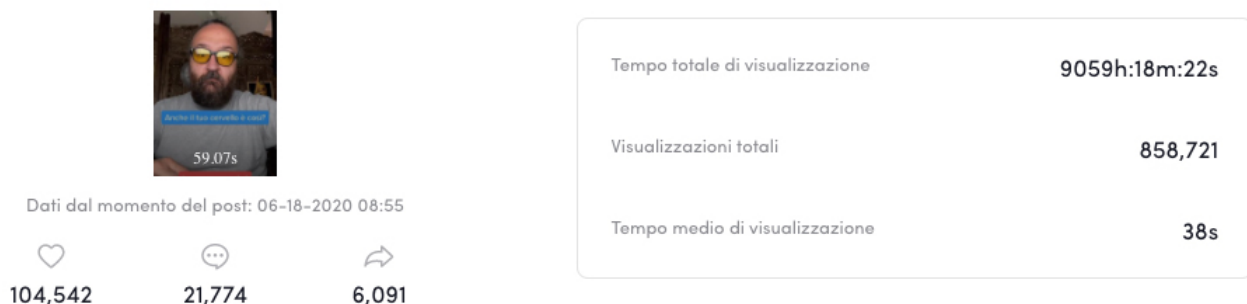 Anche il tuo cervello è così?
59.07s
Dati dal momento del post: 06-18-2020 08:55
104,542
21,774
6,091
Tempo totale di visualizzazione
9059h:18m:22s
Visualizzazioni totali
858,721
Tempo medio di visualizzazione
38s